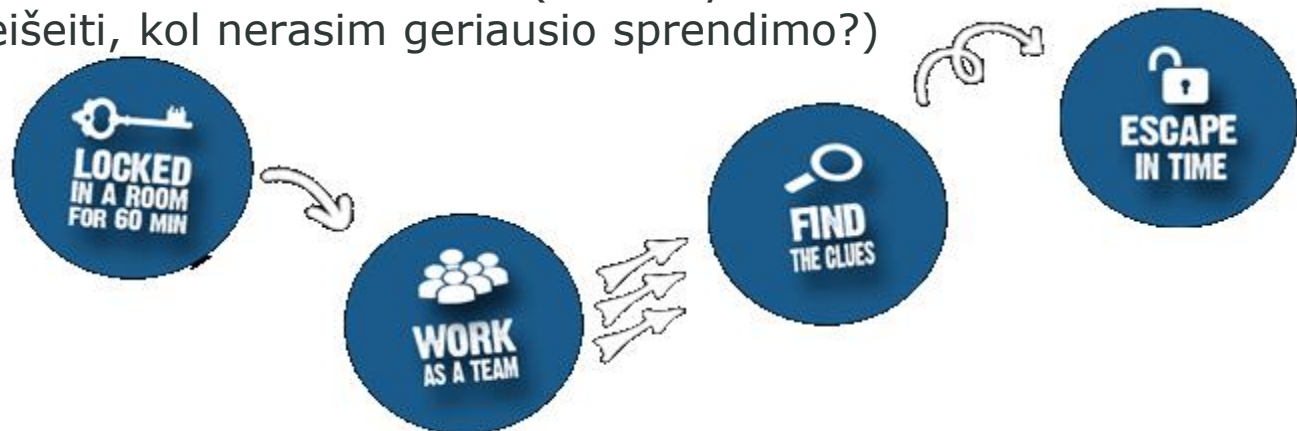 eišeiti, kol nerasim geriausio sprendimo?)
LOCKED
IN A ROOM
FOR 60 MIN
WORK
AS A TEAM
FIND
THE CLUES
ESCAPE
IN TIME